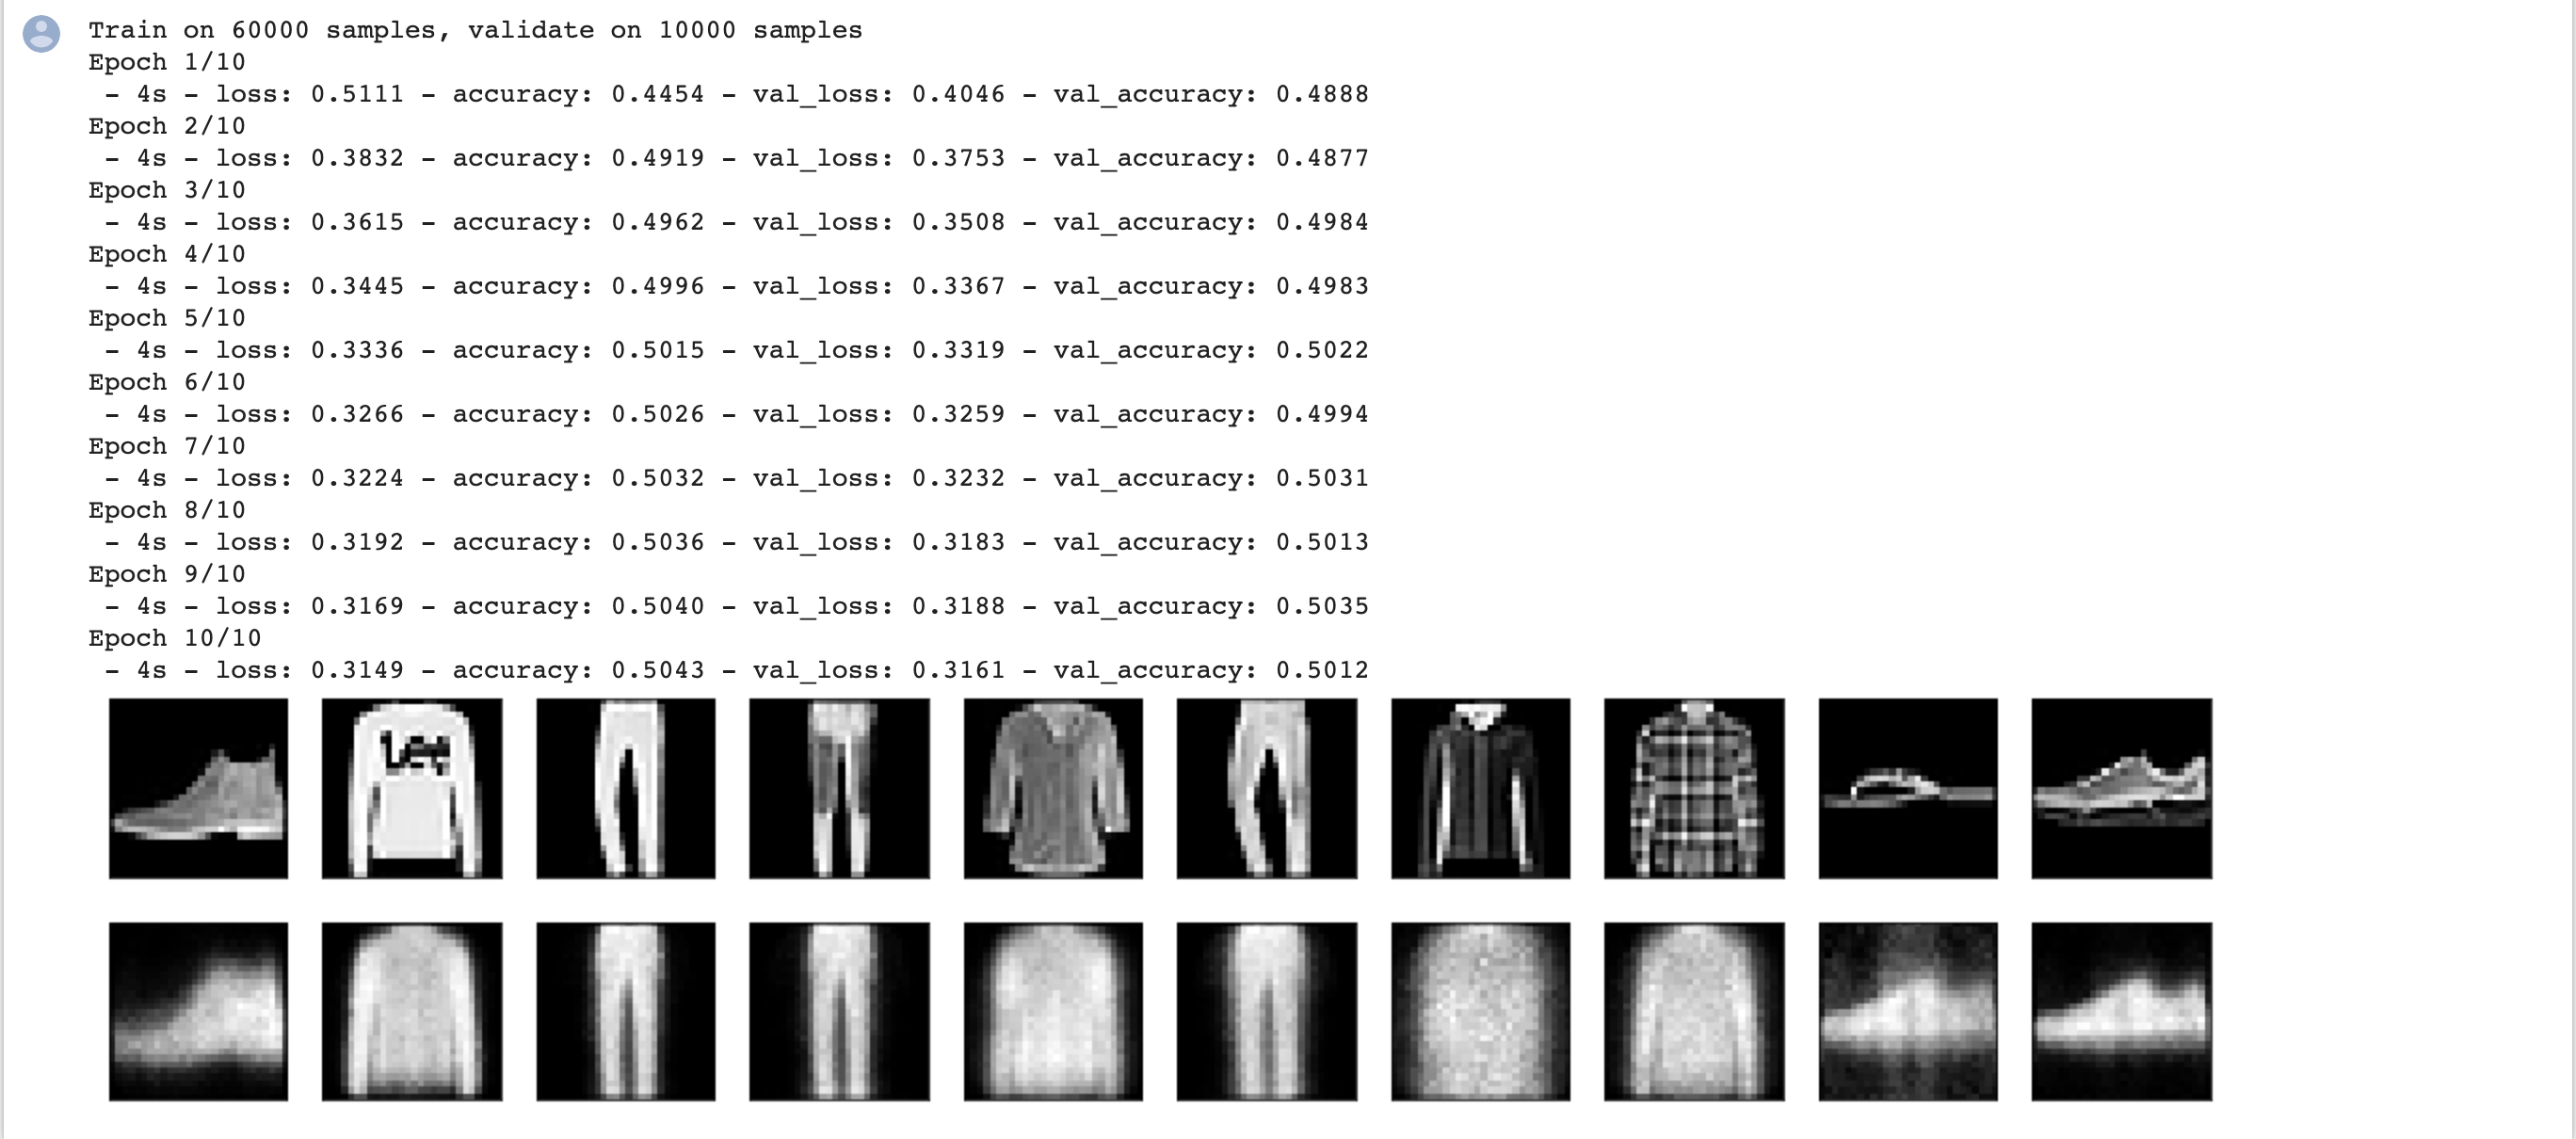 Train on 60000 samples, validate on 10000 samples
Epoch 1/10
 - 4s - loss: 0.5111 - accuracy: 0.4454 - val_loss: 0.4046 - val_accuracy: 0.4888
Epoch 2/10
 - 4s - loss: 0.3832 - accuracy: 0.4919 - val_loss: 0.3753 - val_accuracy: 0.4877
Epoch 3/10
 - 4s - loss: 0.3615 - accuracy: 0.4962 - val_loss: 0.3508 - val_accuracy: 0.4984
Epoch 4/10
 - 4s - loss: 0.3445 - accuracy: 0.4996 - val_loss: 0.3367 - val_accuracy: 0.4983
Epoch 5/10
 - 4s - loss: 0.3336 - accuracy: 0.5015 - val_loss: 0.3319 - val_accuracy: 0.5022
Epoch 6/10
 - 4s - loss: 0.3266 - accuracy: 0.5026 - val_loss: 0.3259 - val_accuracy: 0.4994
Epoch 7/10
 - 4s - loss: 0.3224 - accuracy: 0.5032 - val_loss: 0.3232 - val_accuracy: 0.5031
Epoch 8/10
 - 4s - loss: 0.3192 - accuracy: 0.5036 - val_loss: 0.3183 - val_accuracy: 0.5013
Epoch 9/10
 - 4s - loss: 0.3169 - accuracy: 0.5040 - val_loss: 0.3188 - val_accuracy: 0.5035
Epoch 10/10
 - 4s - loss: 0.3149 - accuracy: 0.5043 - val_loss: 0.3161 - val_accuracy: 0.5012